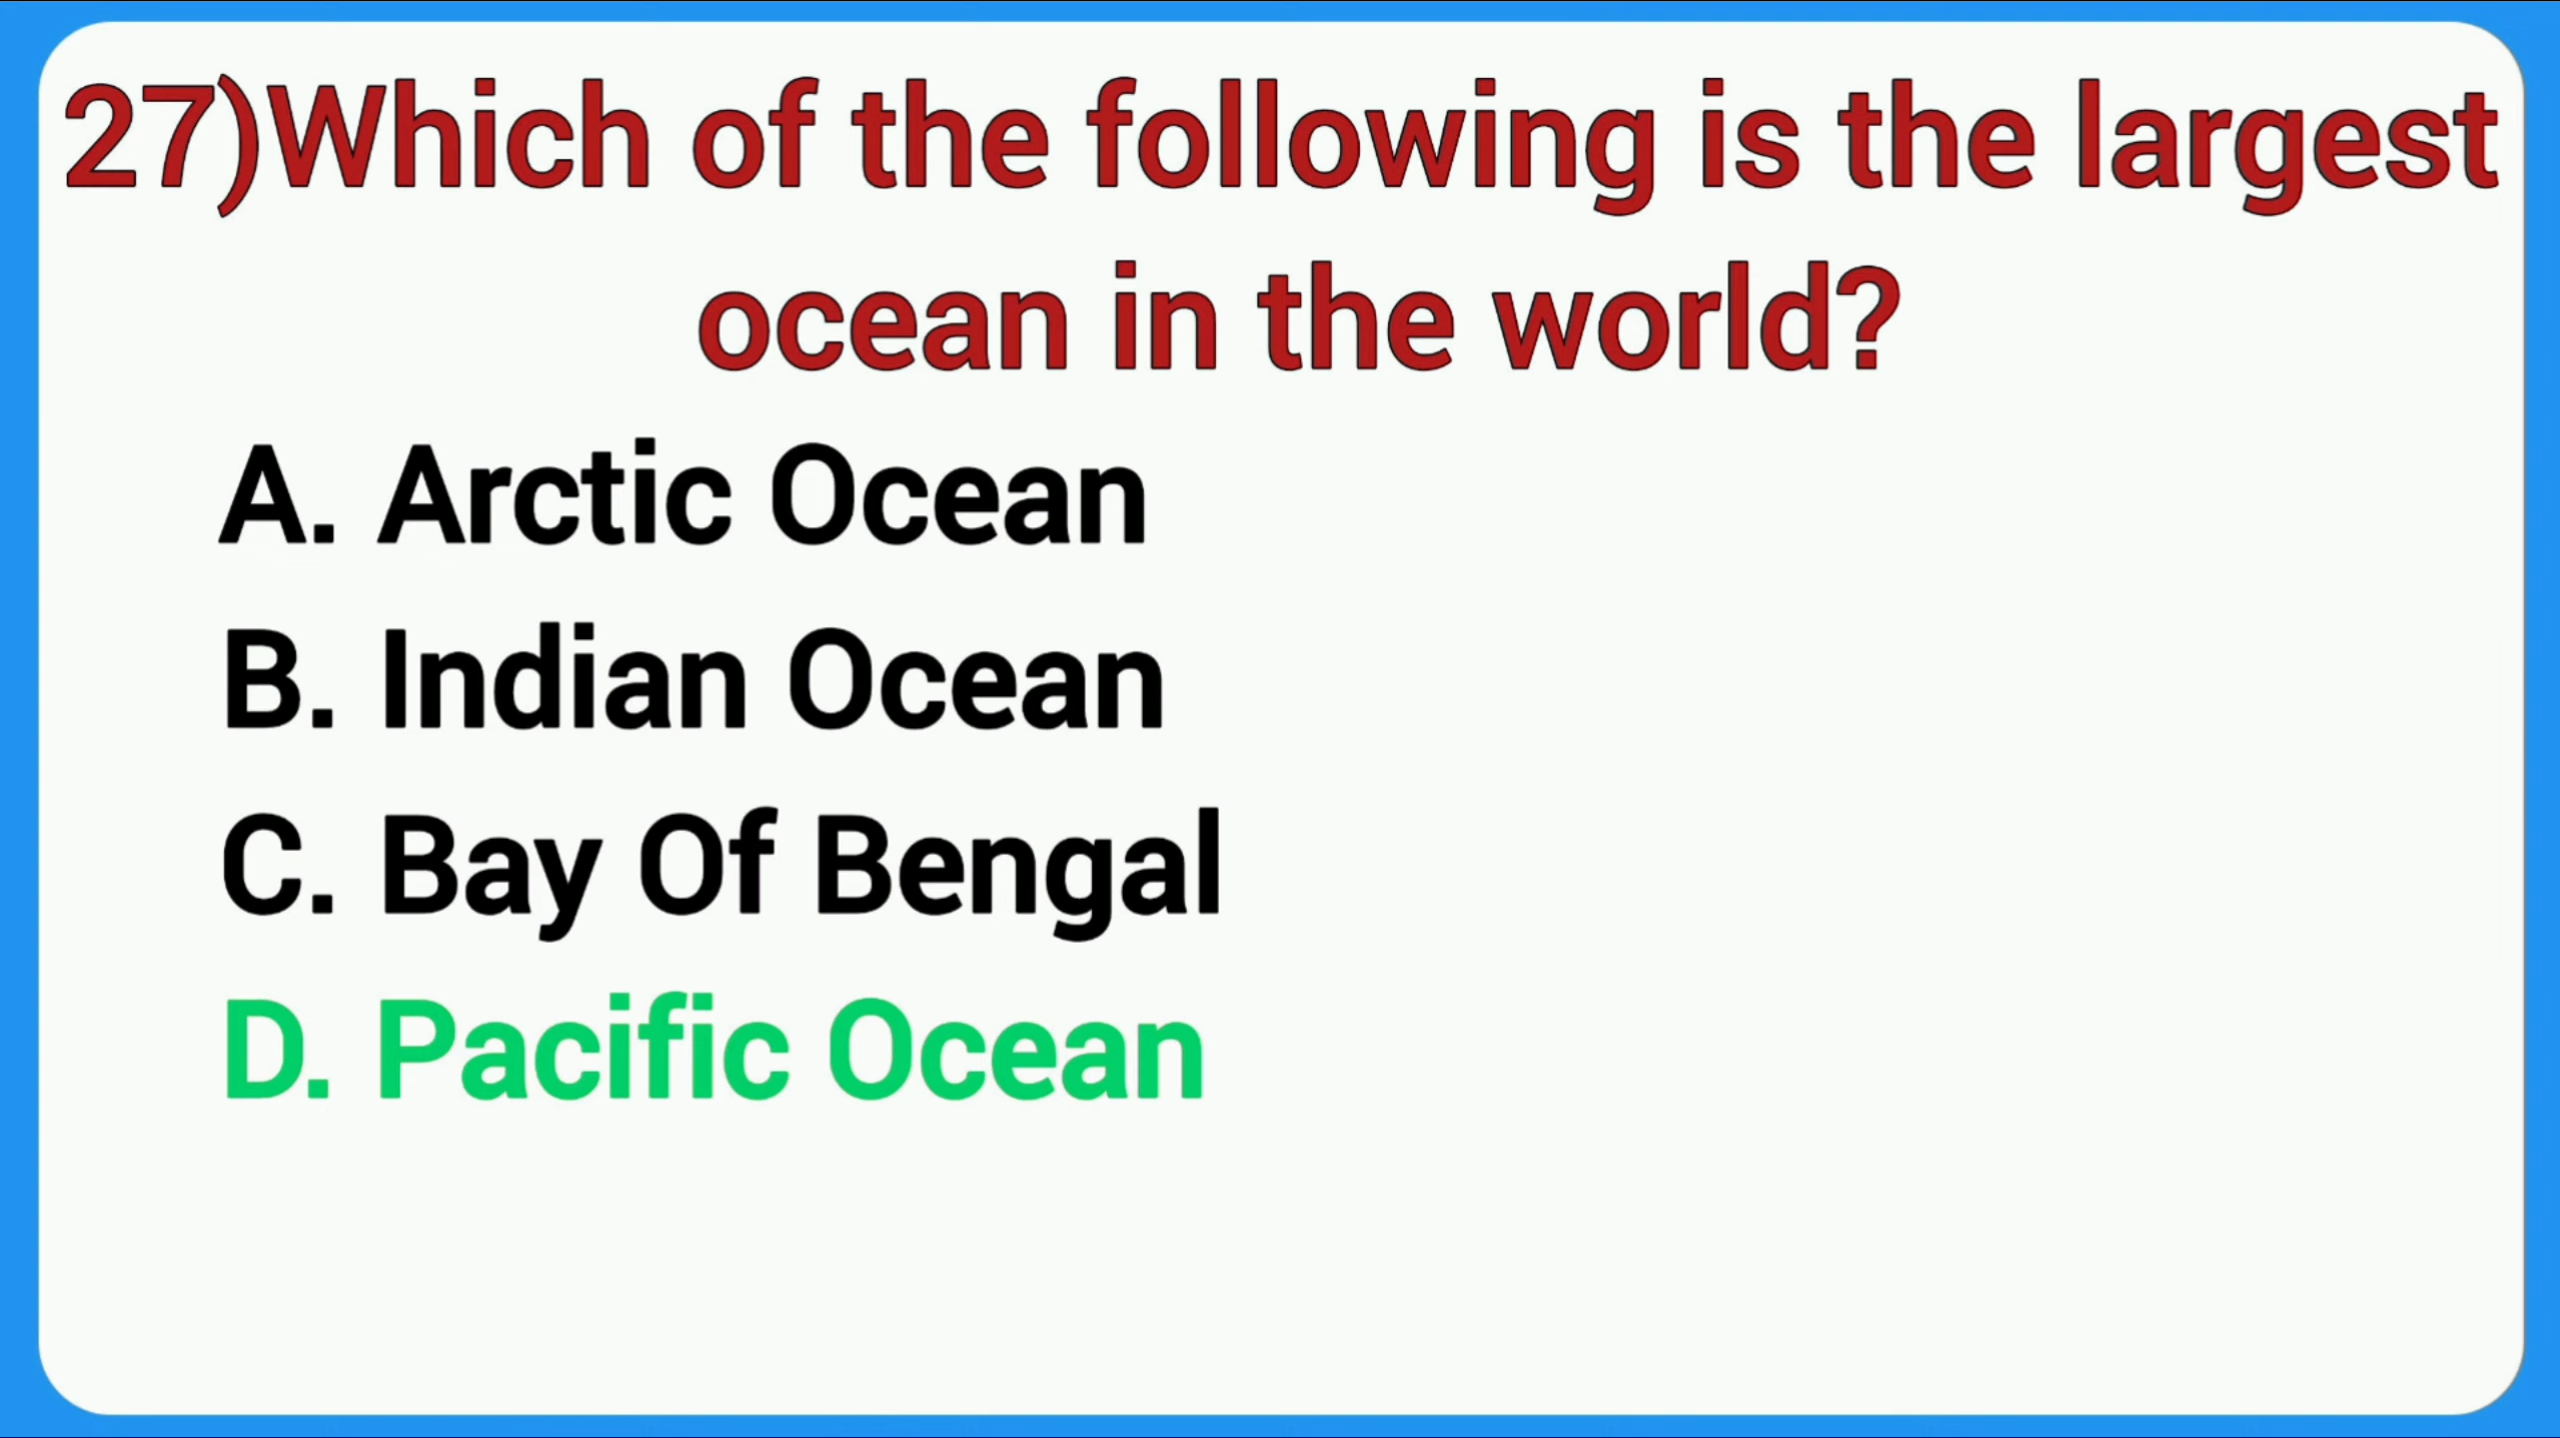 27)Which of the following is the largest
ocean in the world?
A. Arctic Ocean
B. Indian Ocean
C. Bay Of Bengal
D. Pacific Ocean